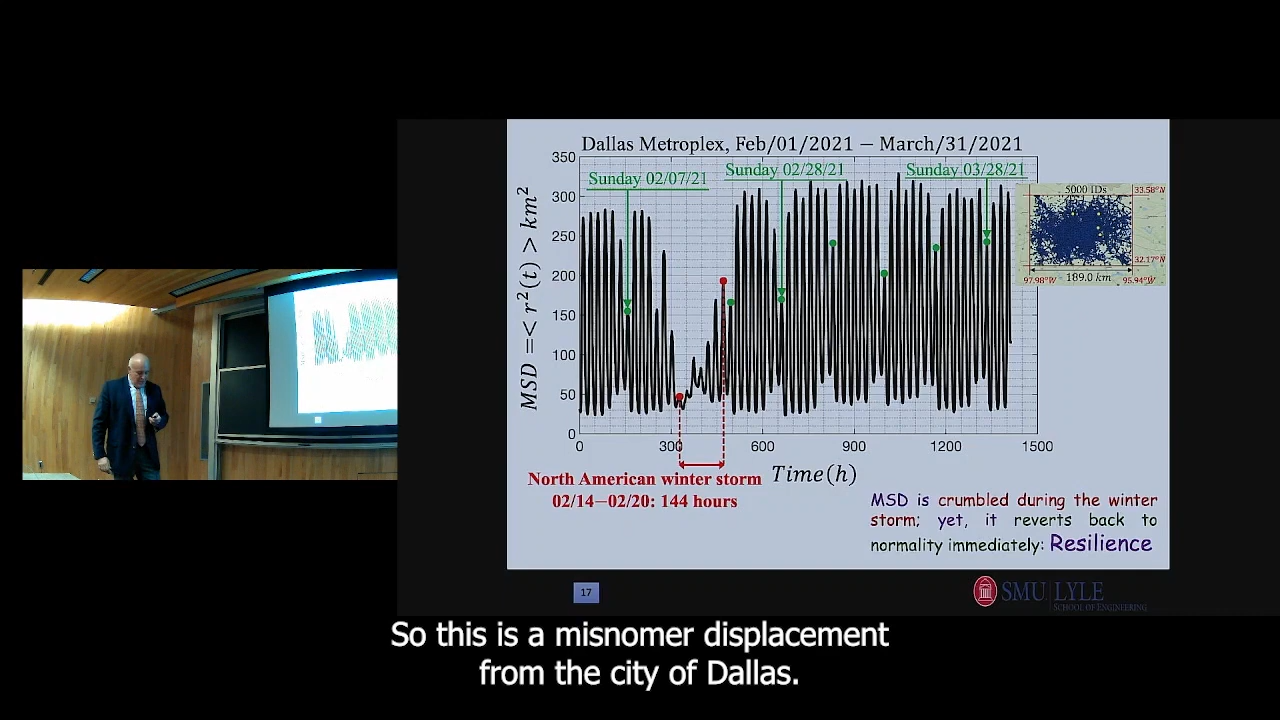 Dallas Metroplex, Feb/01/2021 − March/31/2021
350
300
250
200
150
100
50
0
MSD =< r²(t) > km²
Sunday 02/07/21
Sunday 02/28/21
Sunday 03/28/21
5000 IDs
33.58°N
32.17°N
189.0 km
97.98°W
95.94°W
0
300
600
900
1200
1500
Time(h)
North American winter storm
02/14−02/20: 144 hours
MSD is crumbled during the winter
storm; yet, it reverts back to
normality immediately: Resilience
17
SMU LYLE
SCHOOL OF ENGINEERING
So this is a misnomer displacement
from the city of Dallas.